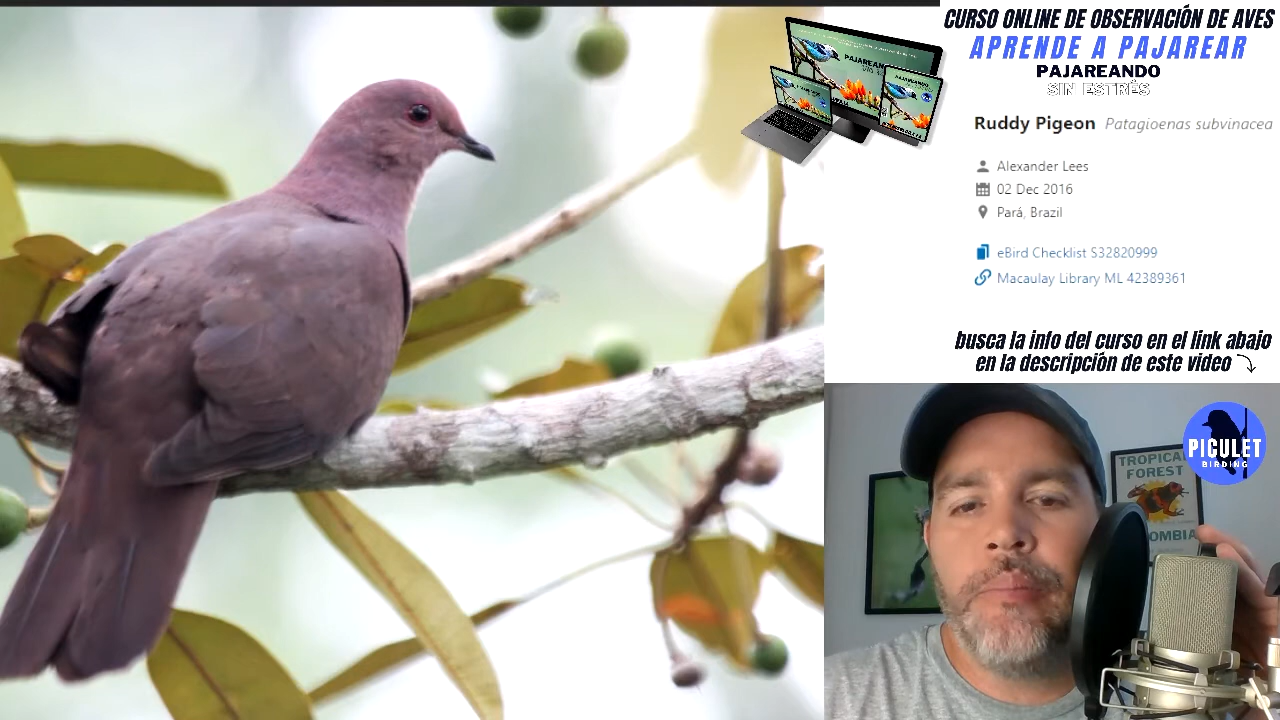 CURSO ONLINE DE OBSERVACIÓN DE AVES
APRENDE A PAJAREAR
PAJAREANDO
SIN ESTRÉS
Ruddy Pigeon Patagioenas subvinacea
Alexander Lees
02 Dec 2016
Pará, Brazil
eBird Checklist S32820999
Macaulay Library ML 42389361
busca la info del curso en el link abajo
en la descripción de este video
PICULET
BIRDING
TROPICAL
FOREST